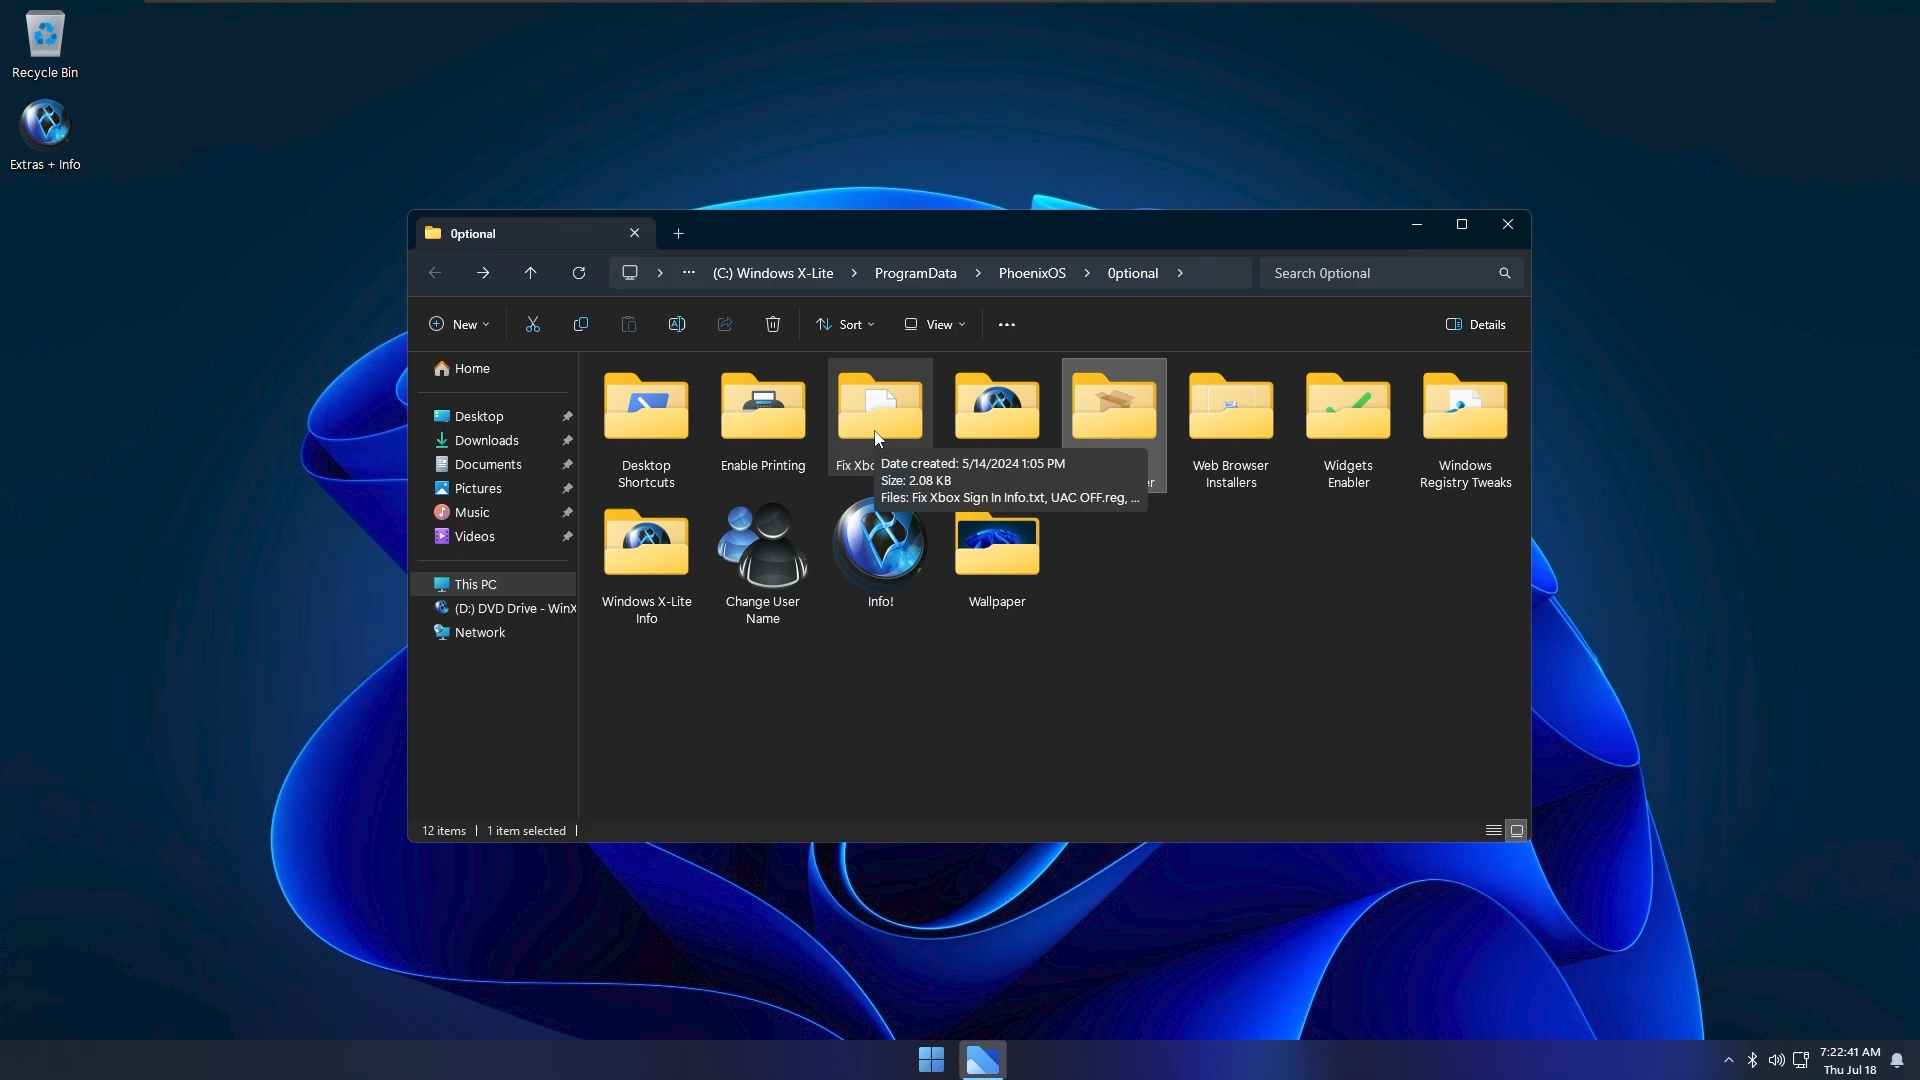 Recycle Bin
Extras + Info
0ptional
(C:) Windows X-Lite
ProgramData
PhoenixOS
0ptional
Search 0ptional
New
Sort
View
Details
Home
Desktop
Downloads
Documents
Pictures
Music
Videos
This PC
(D:) DVD Drive - WinX
Network
Desktop
Shortcuts
Enable Printing
Fix Xbo
Web Browser
Installers
Widgets
Enabler
Windows
Registry Tweaks
Date created: 5/14/2024 1:05 PM
Size: 2.08 KB
Files: Fix Xbox Sign In Info.txt, UAC OFF.reg, ...
Windows X-Lite
Info
Change User
Name
Info!
Wallpaper
12 items
1 item selected
7:22:41 AM
Thu Jul 18